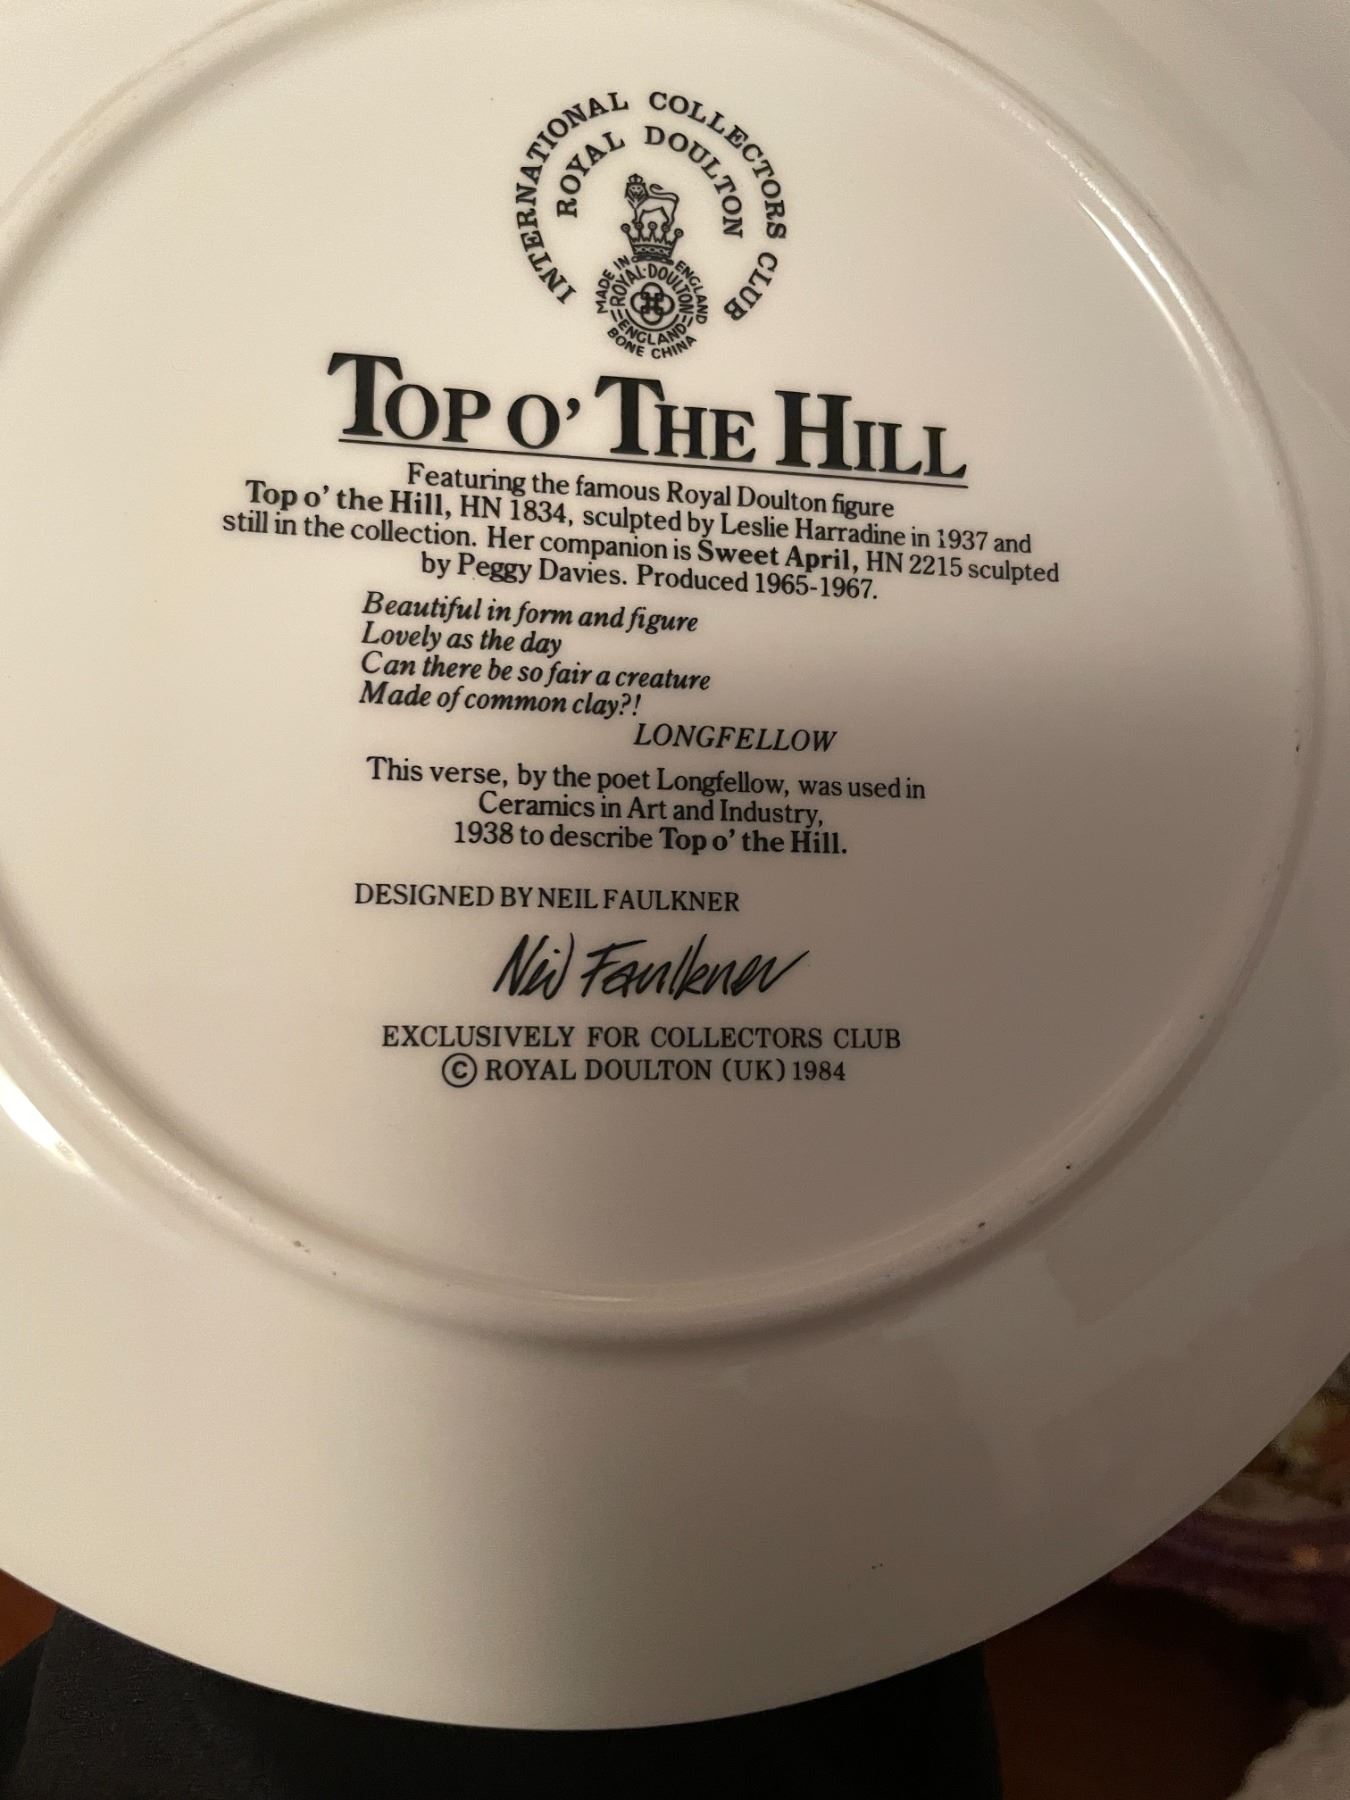 INTERNATIONAL COLLECTORS CLUB
ROYAL DOULTON
MADE IN ENGLAND
ROYAL·DOULTON
ENGLAND
BONE CHINA
TOP O' THE HILL
Featuring the famous Royal Doulton figure
Top o' the Hill, HN 1834, sculpted by Leslie Harradine in 1937 and
still in the collection. Her companion is Sweet April, HN 2215 sculpted
by Peggy Davies. Produced 1965-1967.
Beautiful in form and figure
Lovely as the day
Can there be so fair a creature
Made of common clay?!
LONGFELLOW
This verse, by the poet Longfellow, was used in
Ceramics in Art and Industry,
1938 to describe Top o' the Hill.
DESIGNED BY NEIL FAULKNER
Neil Faulkner
EXCLUSIVELY FOR COLLECTORS CLUB
© ROYAL DOULTON (UK) 1984